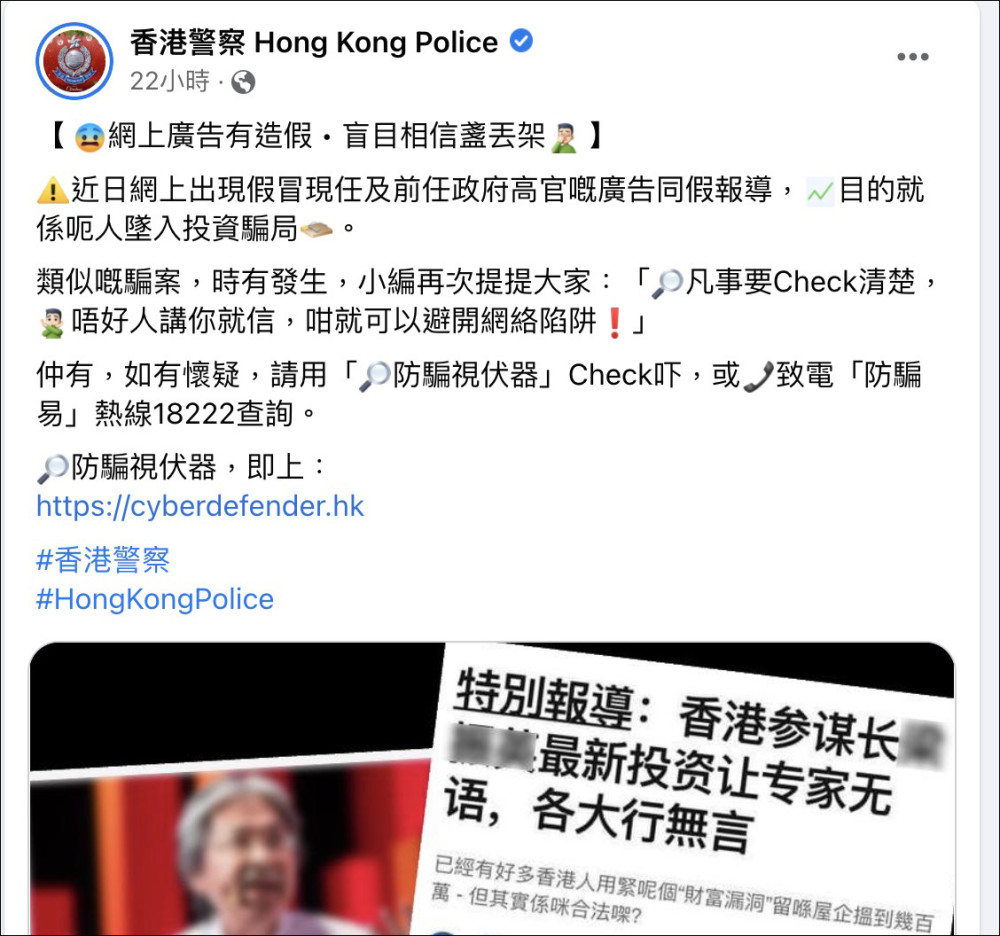 香港警察 Hong Kong Police
22小時 ·
【 😰網上廣告有造假・盲目相信盞丟架🤦🏻‍♂️ 】
⚠️近日網上出現假冒現任及前任政府高官嘅廣告同假報導，📈目的就
係呃人墜入投資騙局🪤。
類似嘅騙案，時有發生，小編再次提提大家：「🔎凡事要Check清楚，
🙅🏻‍♂️唔好人講你就信，咁就可以避開網絡陷阱❗」
仲有，如有懷疑，請用「🔎防騙視伏器」Check吓，或📞致電「防騙
易」熱線18222查詢。
🔎防騙視伏器，即上：
https://cyberdefender.hk
#香港警察
#HongKongPolice
特別報導：香港参谋长
最新投资让专家无
语，各大行無言
已經有好多香港人用緊呢個“財富漏洞”留喺屋企搵到幾百
萬 - 但其實係咪合法㗎?